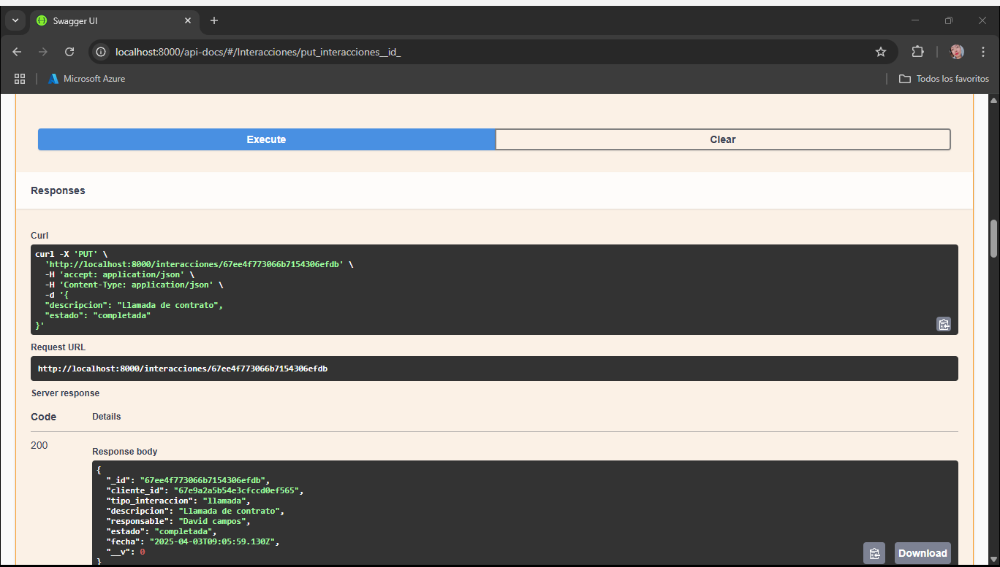 Swagger UI
localhost:8000/api-docs/#/Interacciones/put_interacciones__id_
Microsoft Azure
Todos los favoritos
Execute
Clear
Responses
Curl
curl -X 'PUT' \
'http://localhost:8000/interacciones/67ee4f773066b7154306efdb' \
-H 'accept: application/json' \
-H 'Content-Type: application/json' \
-d '{
"descripcion": "Llamada de contrato",
"estado": "completada"
}'
Request URL
http://localhost:8000/interacciones/67ee4f773066b7154306efdb
Server response
Code
Details
200
Response body
{
"_id": "67ee4f773066b7154306efdb",
"cliente_id": "67e9a2a5b54e3cfccd0ef565",
"tipo_interaccion": "llamada",
"descripcion": "Llamada de contrato",
"responsable": "David campos",
"estado": "completada",
"fecha": "2025-04-03T09:05:59.130Z",
"__v": 0
}
Download